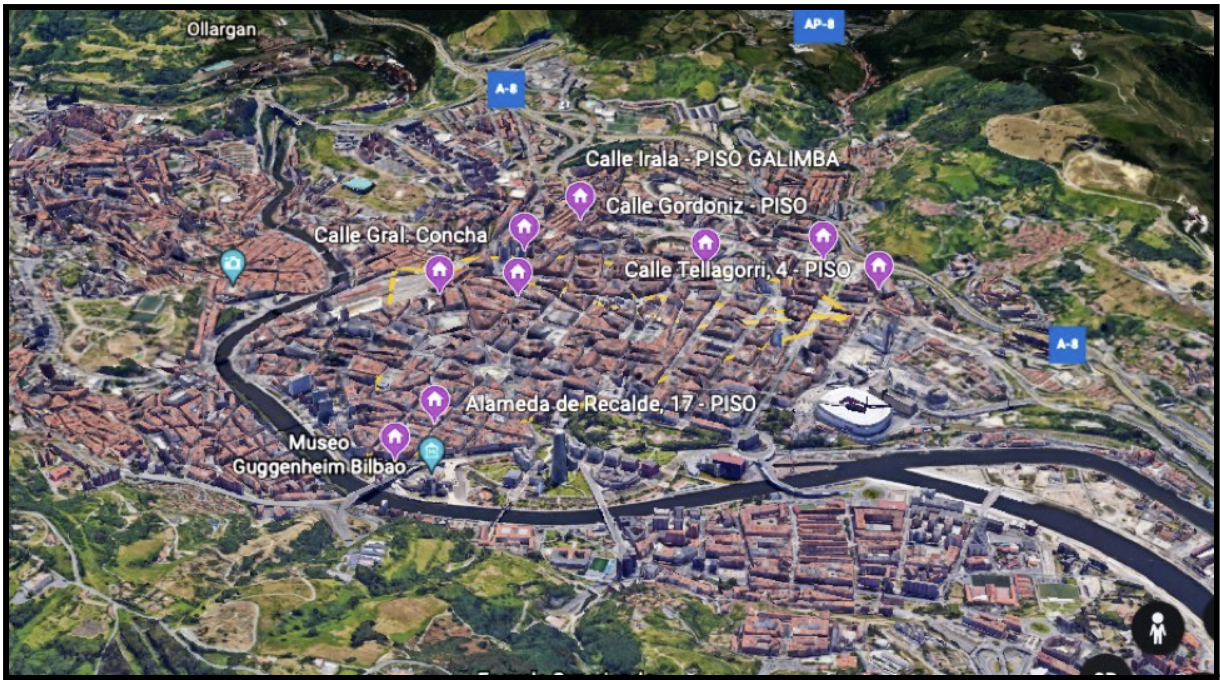 Ollargan
AP-8
A-8
Calle Irala - PISO GALIMBA
Calle Gordoniz - PISO
Calle Gral. Concha
Calle Tellagorri, 4 - PISO
A-8
Alameda de Recalde, 17 - PISO
Museo
Guggenheim Bilbao